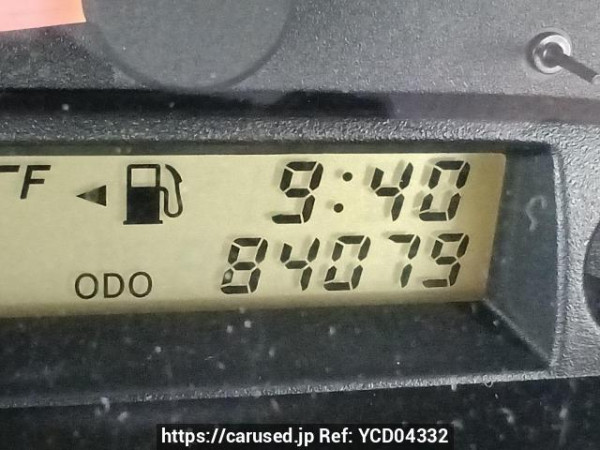 F 9:40
ODO 84079
https://carused.jp Ref: YCD04332